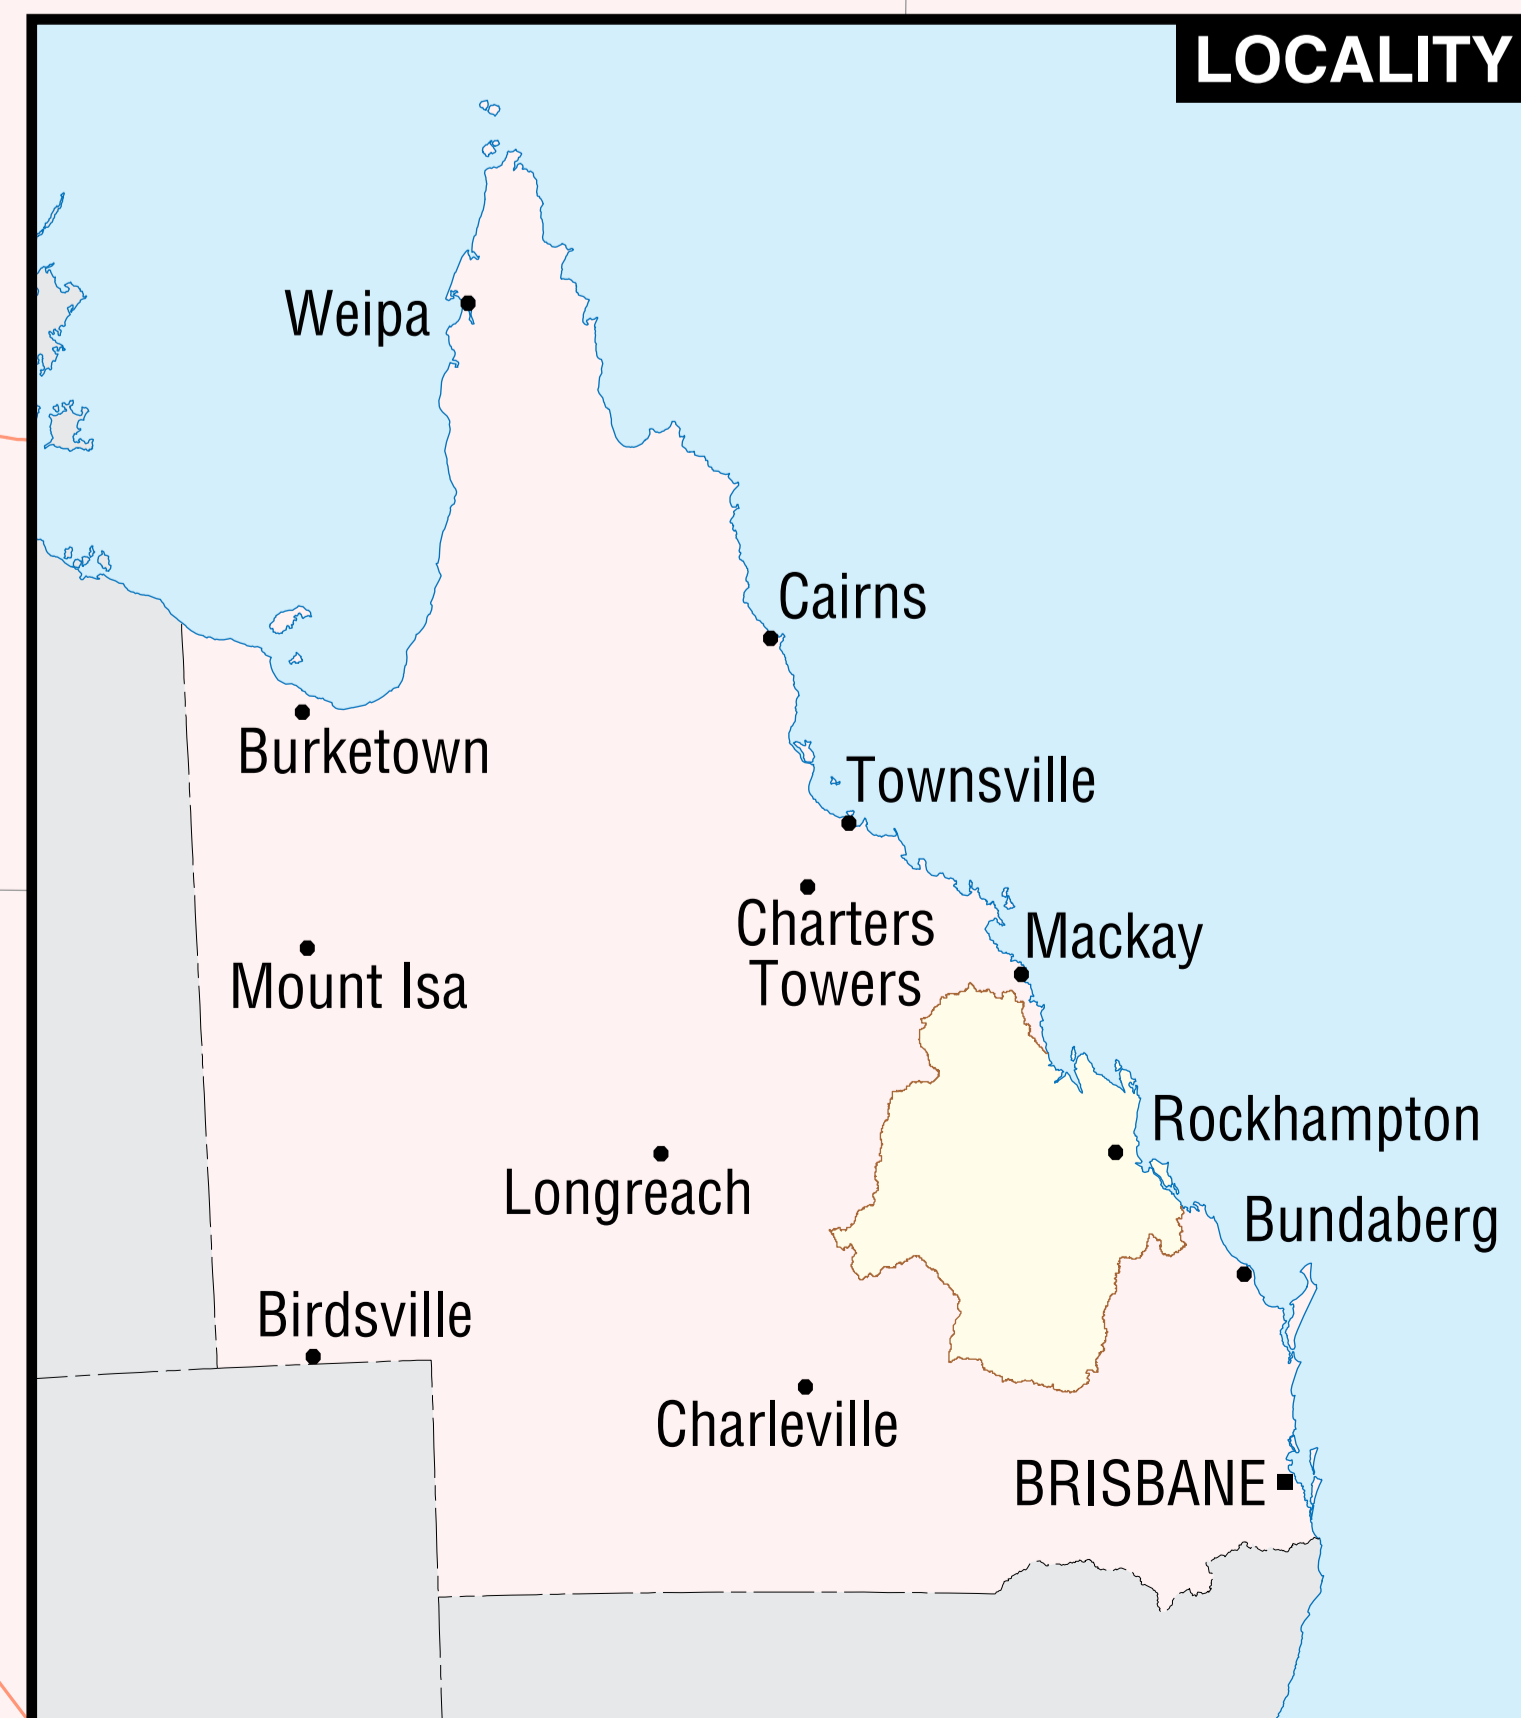 LOCALITY
Weipa
Cairns
Burketown
Townsville
Charters
Towers
Mackay
Mount Isa
Rockhampton
Longreach
Bundaberg
Birdsville
Charleville
BRISBANE